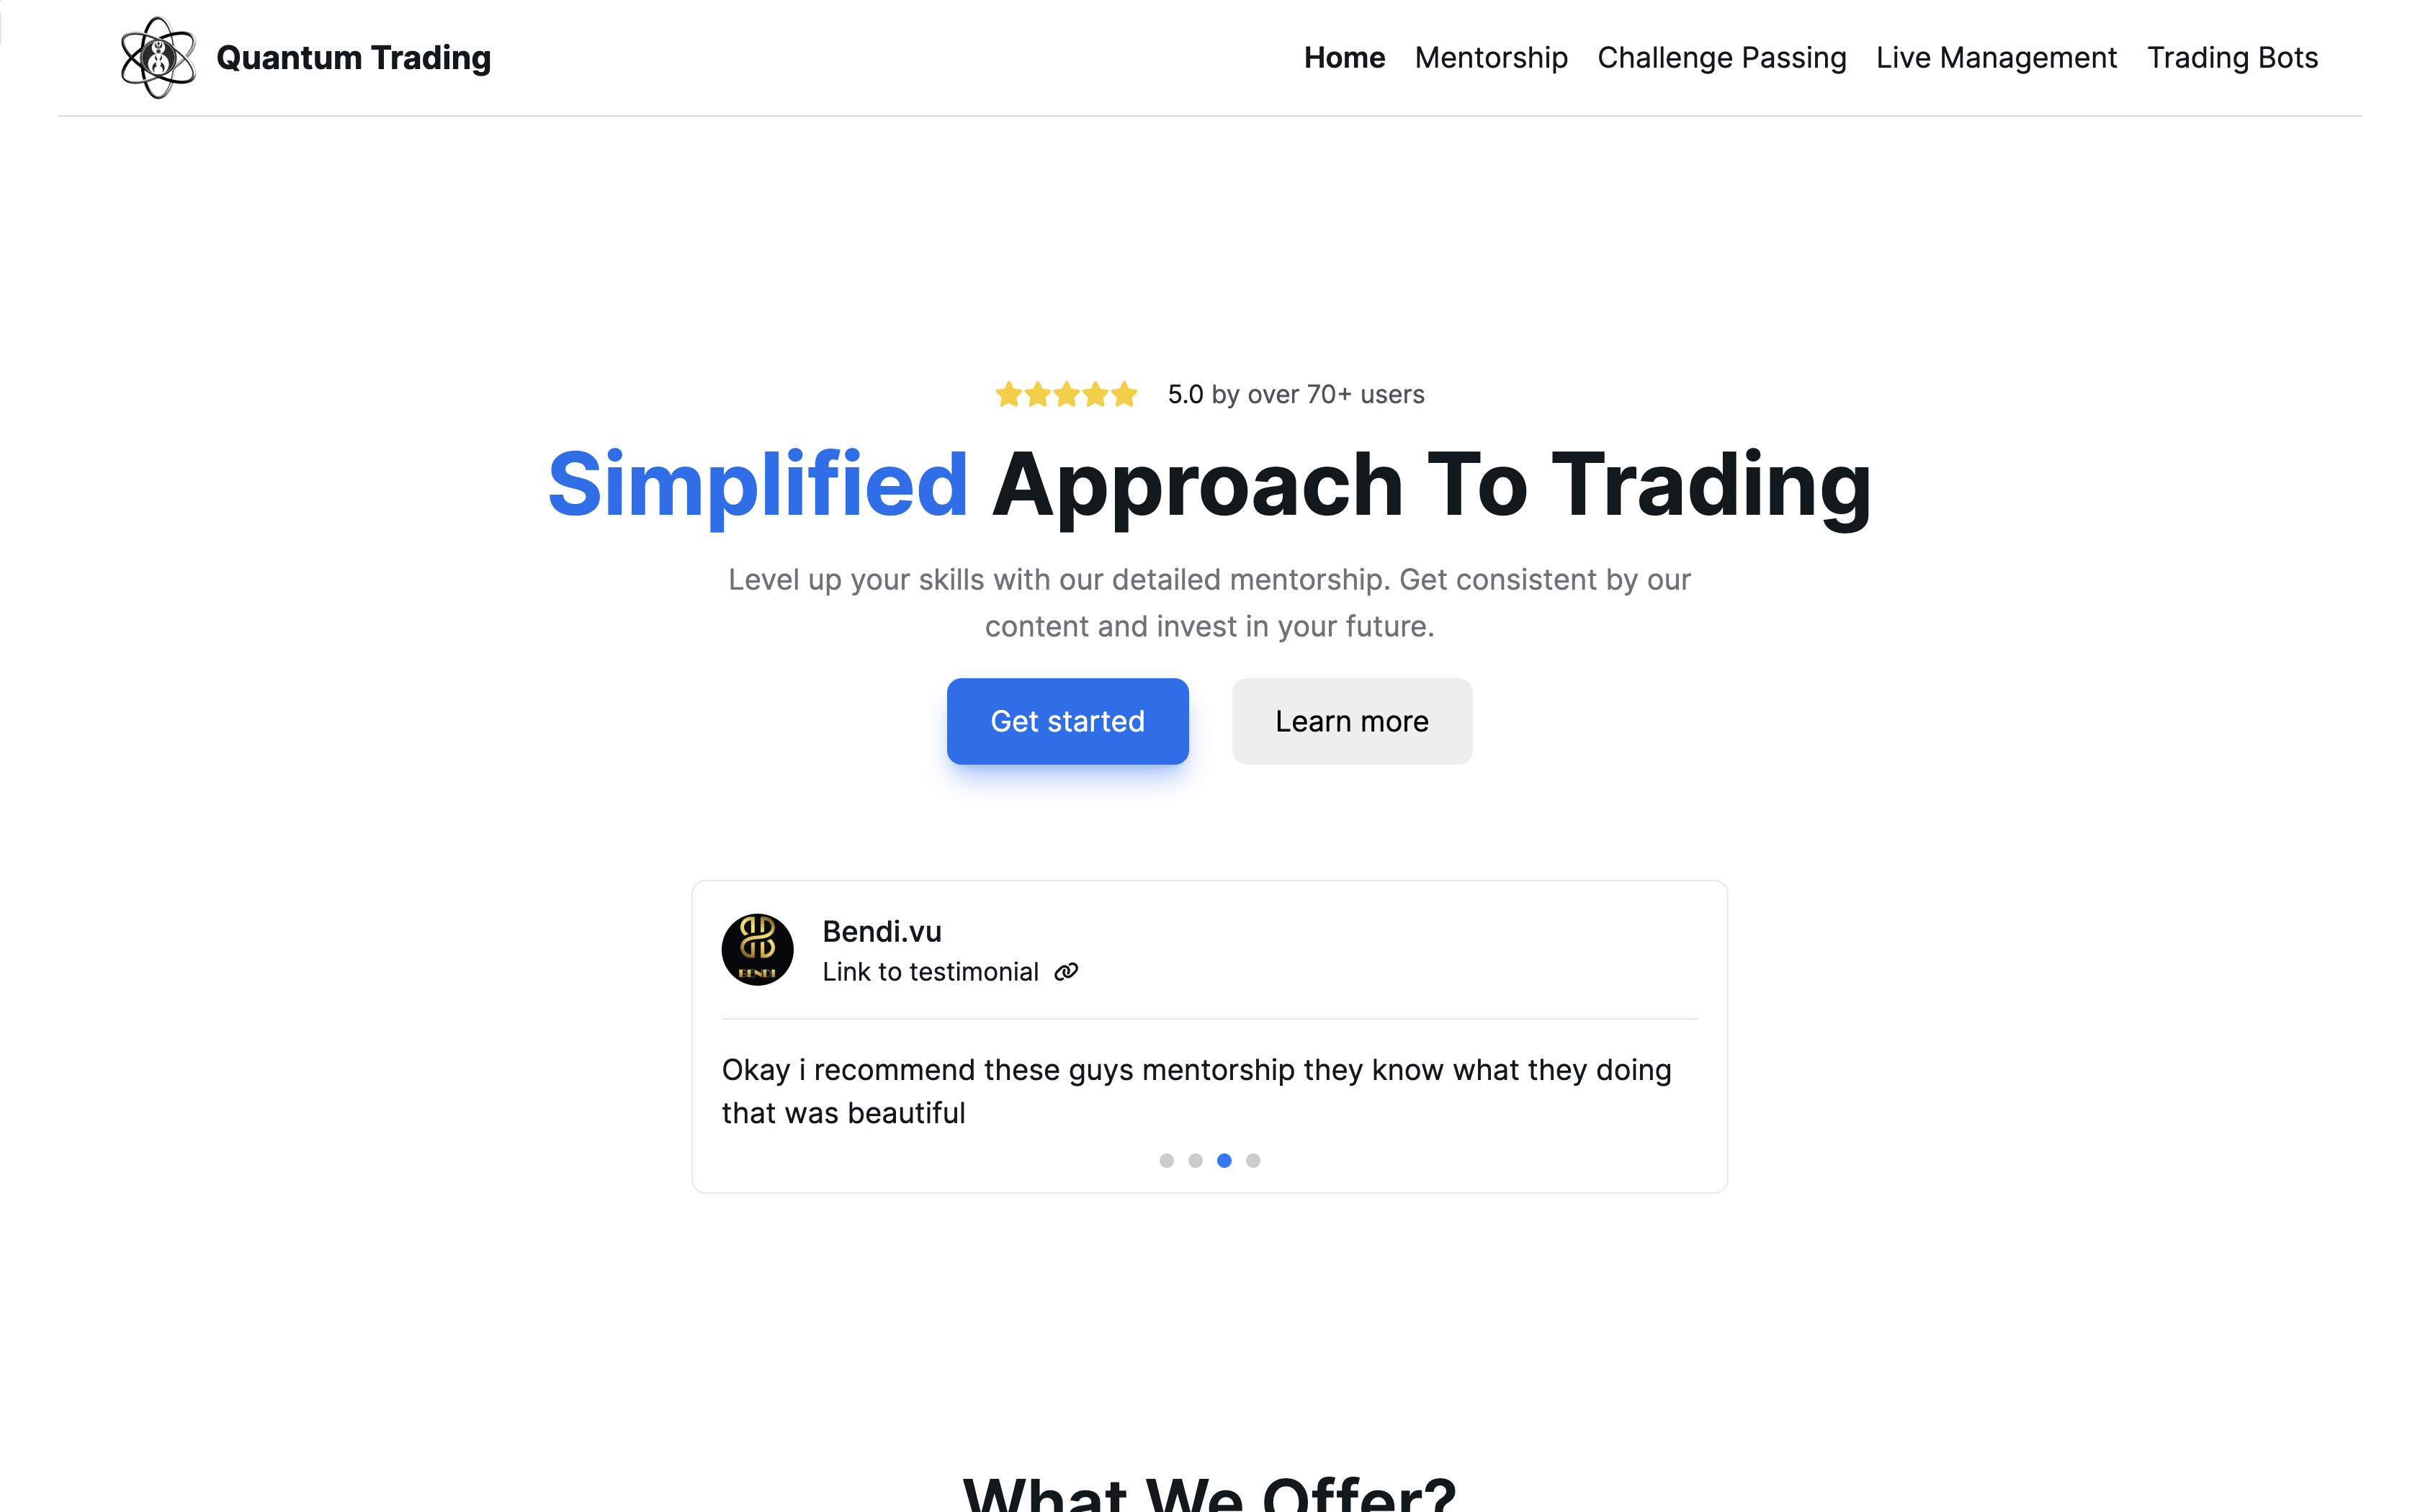 Quantum Trading
Home Mentorship Challenge Passing Live Management Trading Bots
5.0 by over 70+ users
Simplified Approach To Trading
Level up your skills with our detailed mentorship. Get consistent by our
content and invest in your future.
Get started Learn more
BENDI
Bendi.vu
Link to testimonial
Okay i recommend these guys mentorship they know what they doing
that was beautiful
What We Offer?